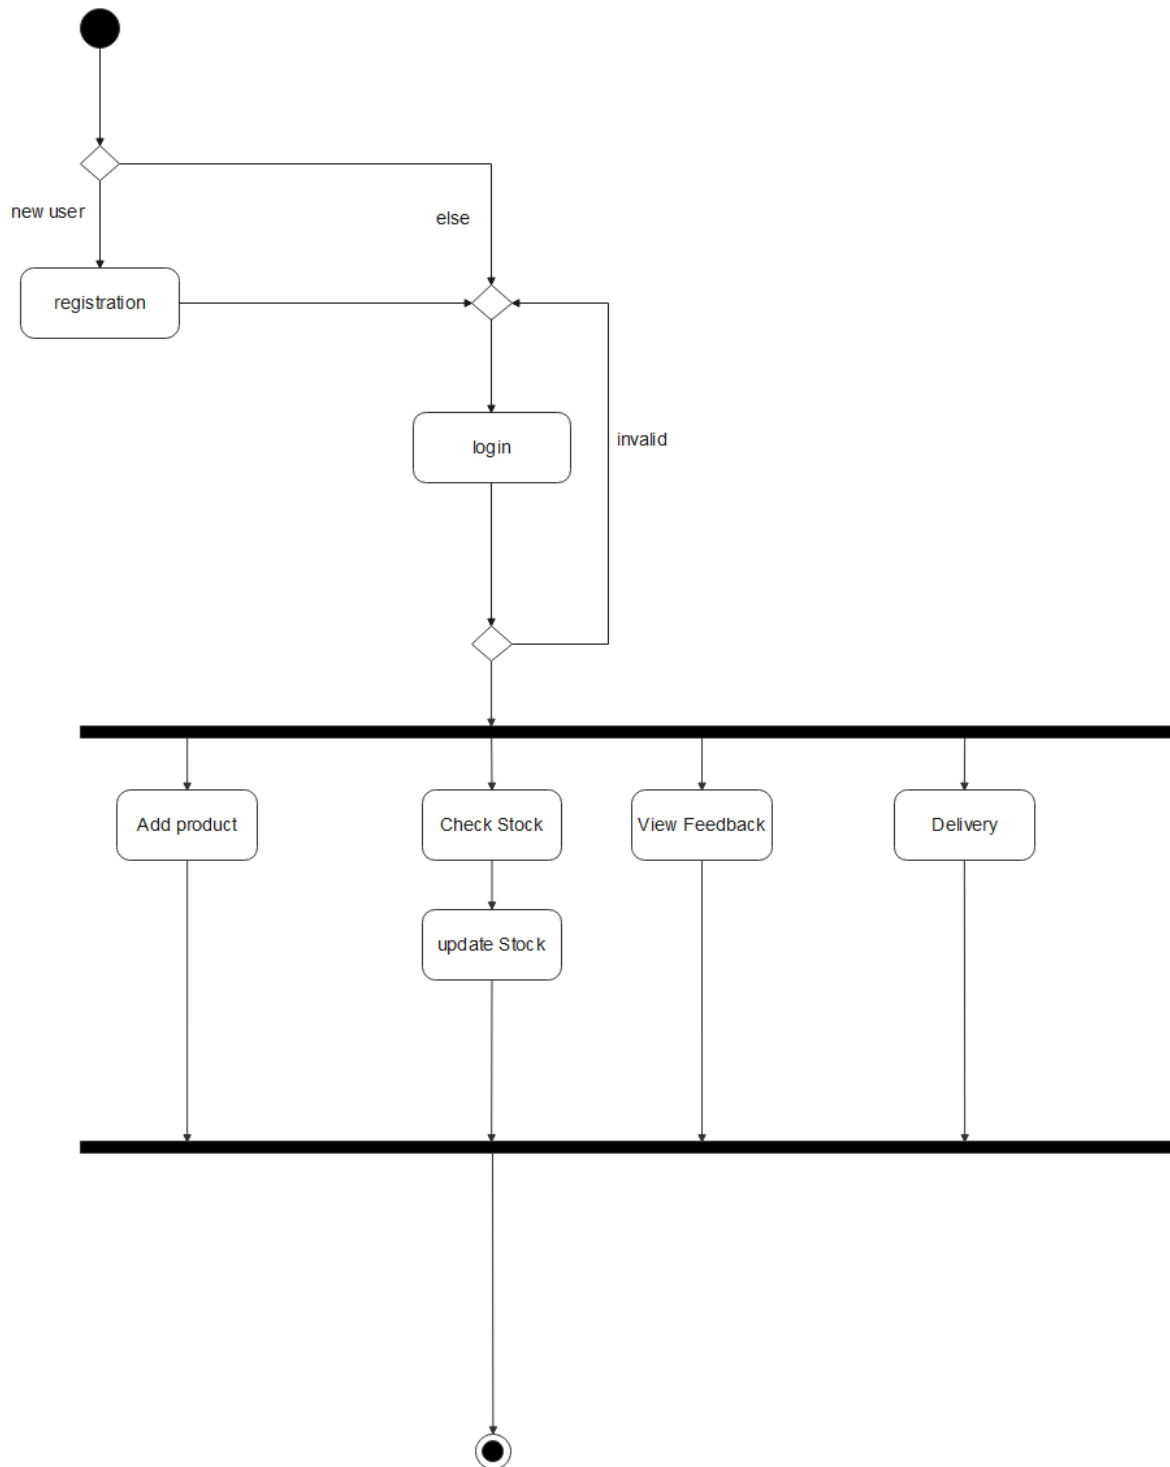 new user
else
registration
login
invalid
Add product
Check Stock
View Feedback
Delivery
update Stock